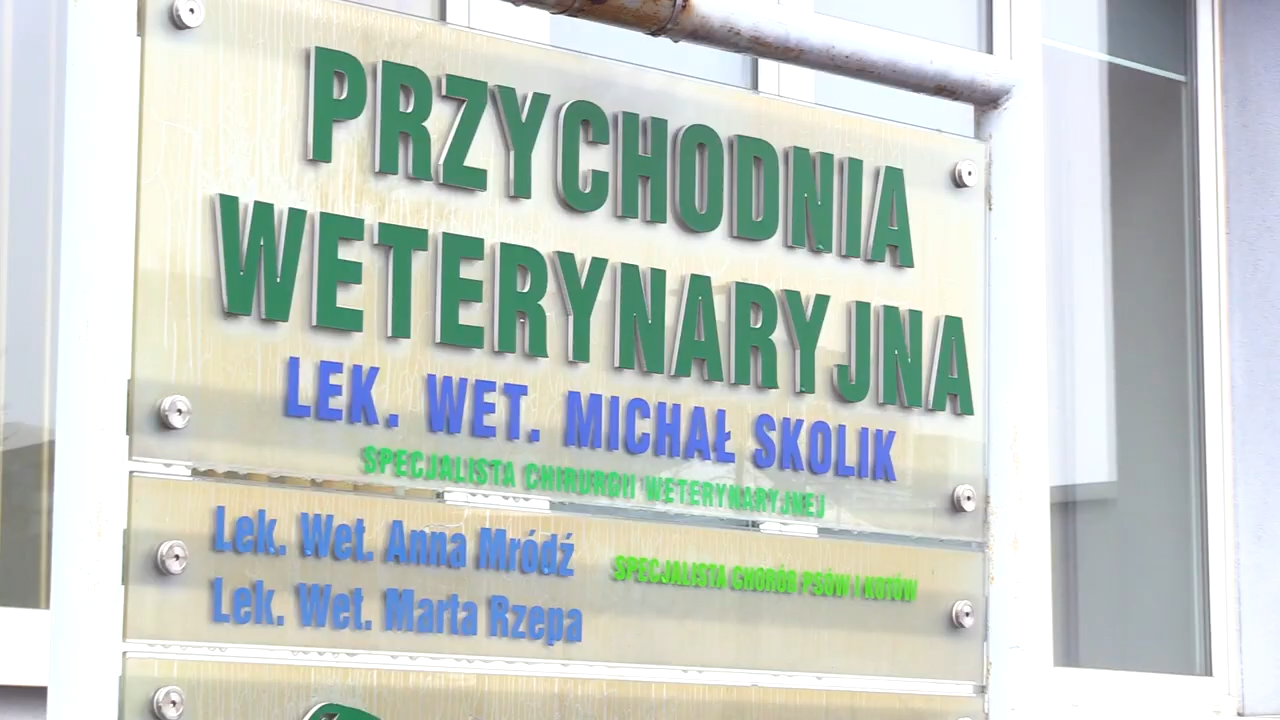 PRZYCHODNIA
WETERYNARYJNA
LEK. WET. MICHAŁ SKOLIK
SPECJALISTA CHIRURGII WETERYNARYJNEJ
Lek. Wet. Anna Mródź
SPECJALISTA CHORÓB PSÓW I KOTÓW
Lek. Wet. Marta Rzepa